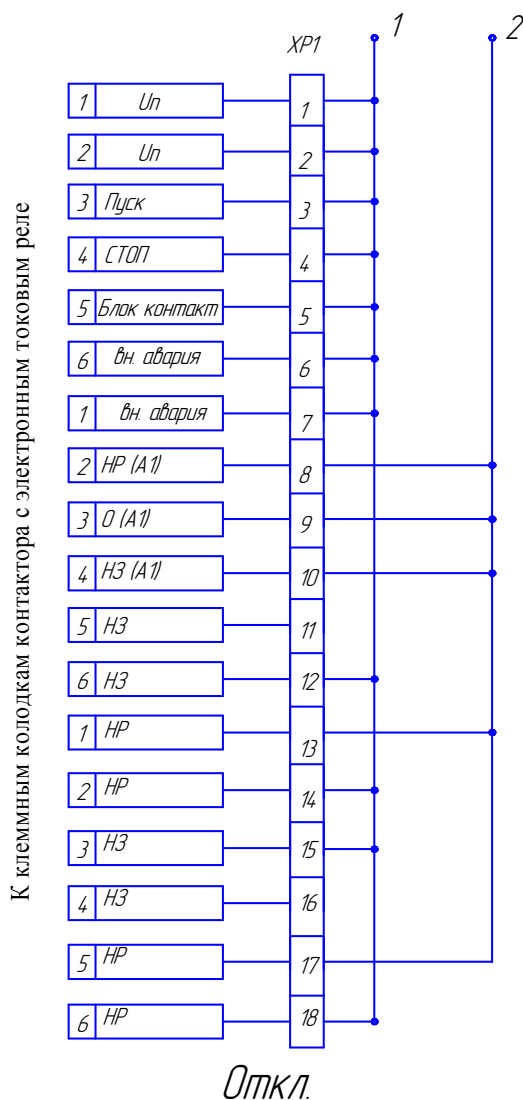 1 2
XP1
1 Uп 1
2 Uп 2
3 Пуск 3
4 СТОП 4
5 Блок контакт 5
6 вн. авария 6
1 вн. авария 7
2 НР (А1) 8
3 О (А1) 9
4 НЗ (А1) 10
5 НЗ 11
6 НЗ 12
1 НР 13
2 НР 14
3 НЗ 15
4 НЗ 16
5 НР 17
6 НР 18
К клеммным колодкам контактора с электронным токовым реле
Откл.